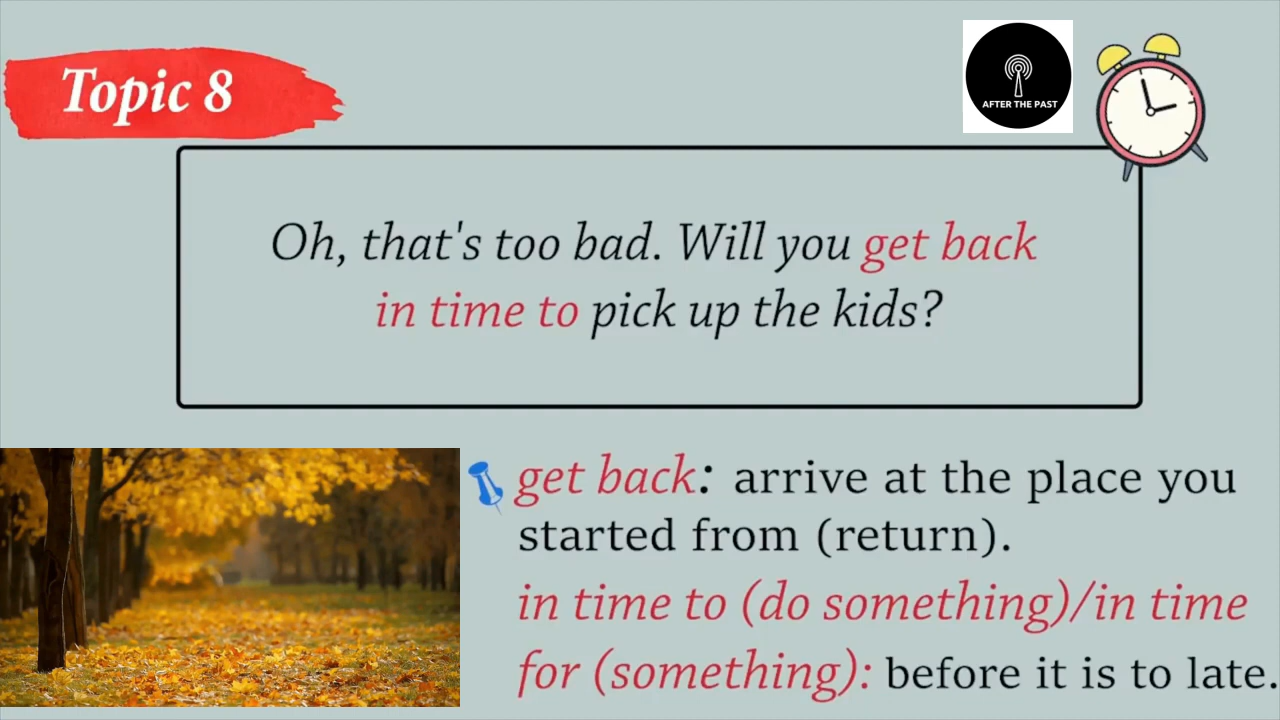 Topic 8
AFTER THE PAST
Oh, that's too bad. Will you get back
in time to pick up the kids?
get back: arrive at the place you
started from (return).
in time to (do something)/in time
for (something): before it is to late.